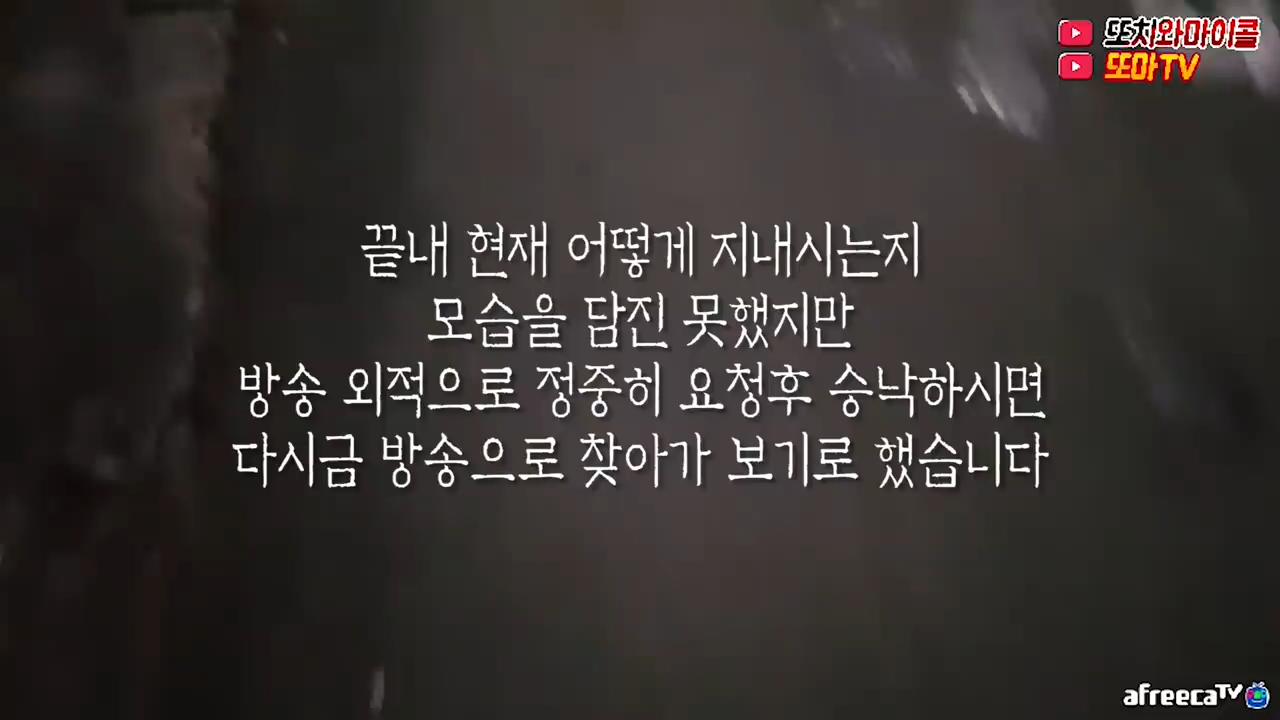 또치와마이콜
또마TV
끝내 현재 어떻게 지내시는지
모습을 담진 못했지만
방송 외적으로 정중히 요청후 승낙하시면
다시금 방송으로 찾아가 보기로 했습니다
afreecaTV